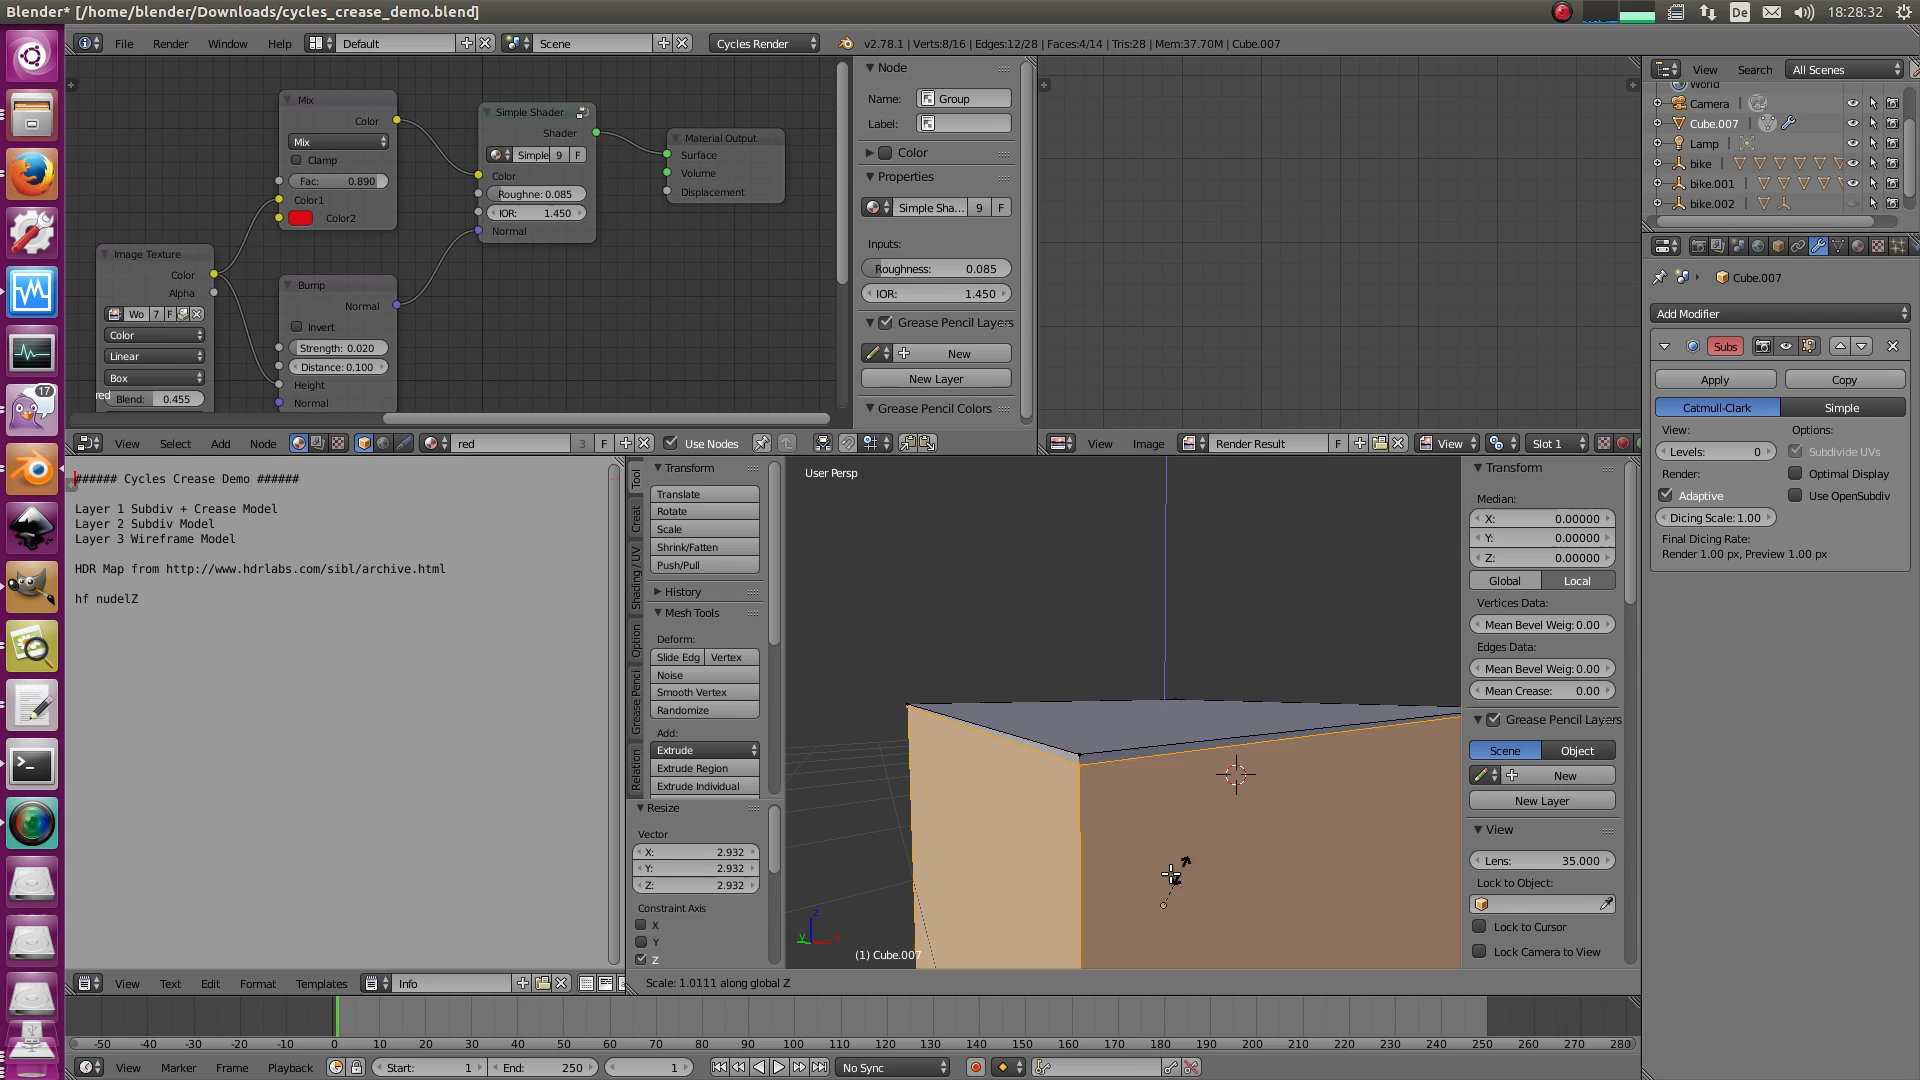 Blender* [/home/blender/Downloads/cycles_crease_demo.blend]
De
18:28:32
File Render Window Help Default Scene Cycles Render v2.78.1 | Verts:8/16 | Edges:12/28 | Faces:4/14 | Tris:28 | Mem:37.70M | Cube.007
Mix
Color
Mix
Clamp
Fac: 0.890
Color1
Color2
Simple Shader
Shader
Simple 9 F
Color
Roughne: 0.085
IOR: 1.450
Normal
Material Output
Surface
Volume
Displacement
Image Texture
Color
Alpha
Wo 7 F
Color
Linear
Box
Blend: 0.455
red
Bump
Normal
Invert
Strength: 0.020
Distance: 0.100
Height
Normal
Node
Name: Group
Label:
Color
Properties
Simple Sha... 9 F
Inputs:
Roughness: 0.085
IOR: 1.450
Grease Pencil Layers
New
New Layer
Grease Pencil Colors
View Select Add Node red 3 F Use Nodes
View Image Render Result F View Slot 1
View Search All Scenes
World
Camera
Cube.007
Lamp
bike
bike.001
bike.002
Cube.007
Add Modifier
Subs
Apply Copy
Catmull-Clark Simple
View: Options:
Levels: 0 Subdivide UVs
Render: Optimal Display
Adaptive Use OpenSubdiv
Dicing Scale: 1.00
Final Dicing Rate:
Render 1.00 px, Preview 1.00 px
17
###### Cycles Crease Demo ######
Layer 1 Subdiv + Crease Model
Layer 2 Subdiv Model
Layer 3 Wireframe Model
HDR Map from http://www.hdrlabs.com/sibl/archive.html
hf nudelZ
View Text Edit Format Templates Info
Tool
Creat
Shading / UV
Option
Grease Penci
Relation
Transform
Translate
Rotate
Scale
Shrink/Fatten
Push/Pull
History
Mesh Tools
Deform:
Slide Edg Vertex
Noise
Smooth Vertex
Randomize
Add:
Extrude
Extrude Region
Extrude Individual
Resize
Vector
X: 2.932
Y: 2.932
Z: 2.932
Constraint Axis
X
Y
Z
User Persp
z
y
x
(1) Cube.007
Scale: 1.0111 along global Z
Transform
Median:
X: 0.00000
Y: 0.00000
Z: 0.00000
Global Local
Vertices Data:
Mean Bevel Weig: 0.00
Edges Data:
Mean Bevel Weig: 0.00
Mean Crease: 0.00
Grease Pencil Layers
Scene Object
New
New Layer
View
Lens: 35.000
Lock to Object:
Lock to Cursor
Lock Camera to View
-50 -40 -30 -20 -10 0 10 20 30 40 50 60 70 80 90 100 110 120 130 140 150 160 170 180 190 200 210 220 230 240 250 260 270 280
View Marker Frame Playback Start: 1 End: 250 1 No Sync